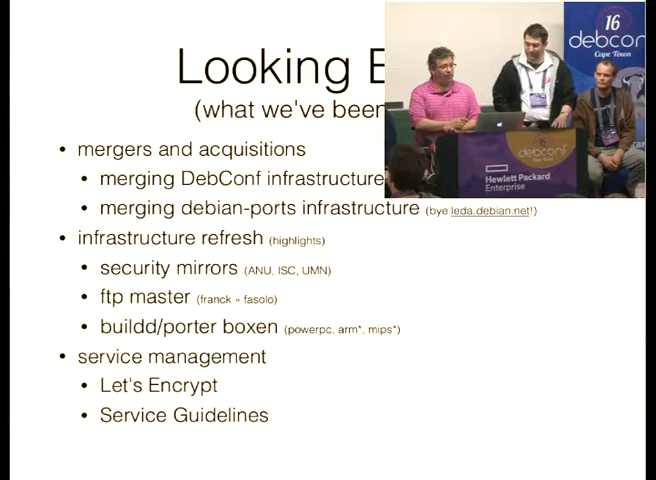 Looking
(what we've been
• mergers and acquisitions
• merging DebConf infrastructure
• merging debian-ports infrastructure (bye leda.debian.net!)
• infrastructure refresh (highlights)
• security mirrors (ANU, ISC, UMN)
• ftp master (franck » fasolo)
• buildd/porter boxen (powerpc, arm*, mips*)
• service management
• Let's Encrypt
• Service Guidelines
16
debconf
Cape Town
debconf
Hewlett Packard
Enterprise